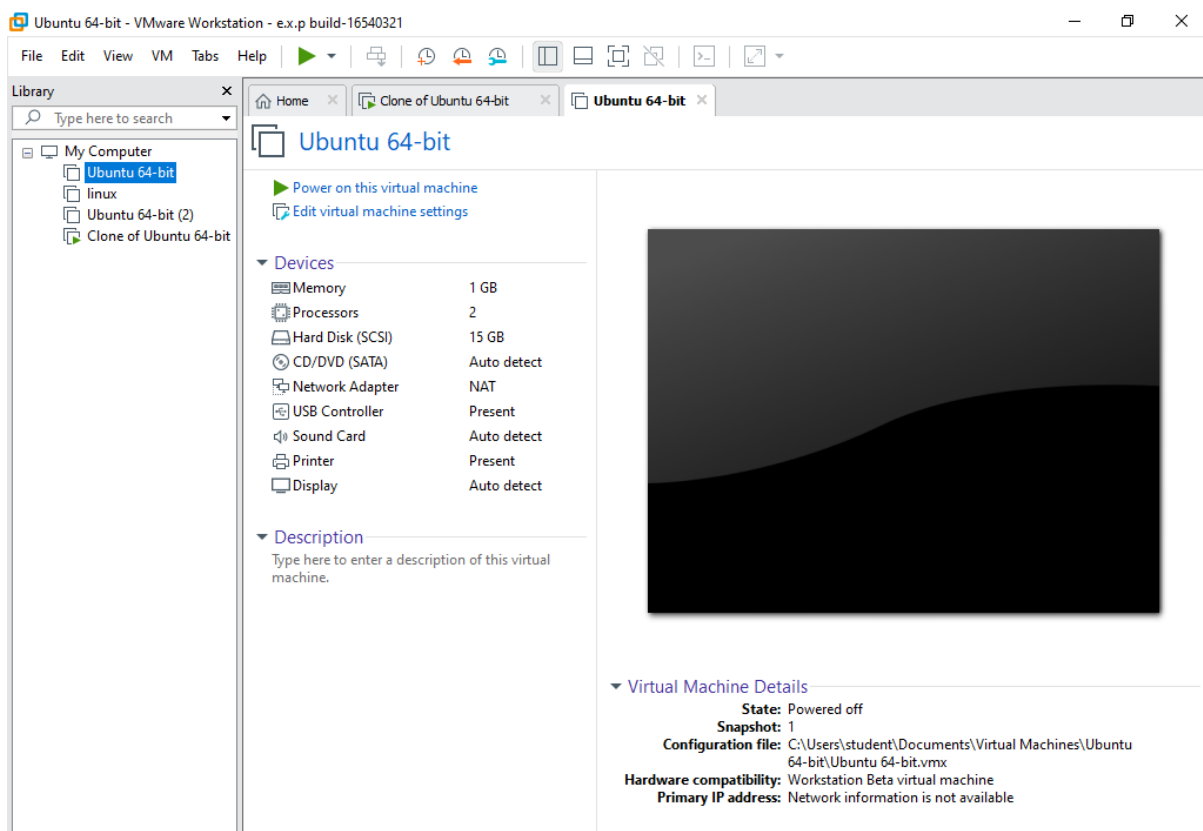 Ubuntu 64-bit - VMware Workstation - e.x.p build-16540321
File Edit View VM Tabs Help
Library
Type here to search
My Computer
Ubuntu 64-bit
linux
Ubuntu 64-bit (2)
Clone of Ubuntu 64-bit
Home
Clone of Ubuntu 64-bit
Ubuntu 64-bit
Ubuntu 64-bit
Power on this virtual machine
Edit virtual machine settings
Devices
Memory 1 GB
Processors 2
Hard Disk (SCSI) 15 GB
CD/DVD (SATA) Auto detect
Network Adapter NAT
USB Controller Present
Sound Card Auto detect
Printer Present
Display Auto detect
Description
Type here to enter a description of this virtual
machine.
Virtual Machine Details
State: Powered off
Snapshot: 1
Configuration file: C:\Users\student\Documents\Virtual Machines\Ubuntu
64-bit\Ubuntu 64-bit.vmx
Hardware compatibility: Workstation Beta virtual machine
Primary IP address: Network information is not available